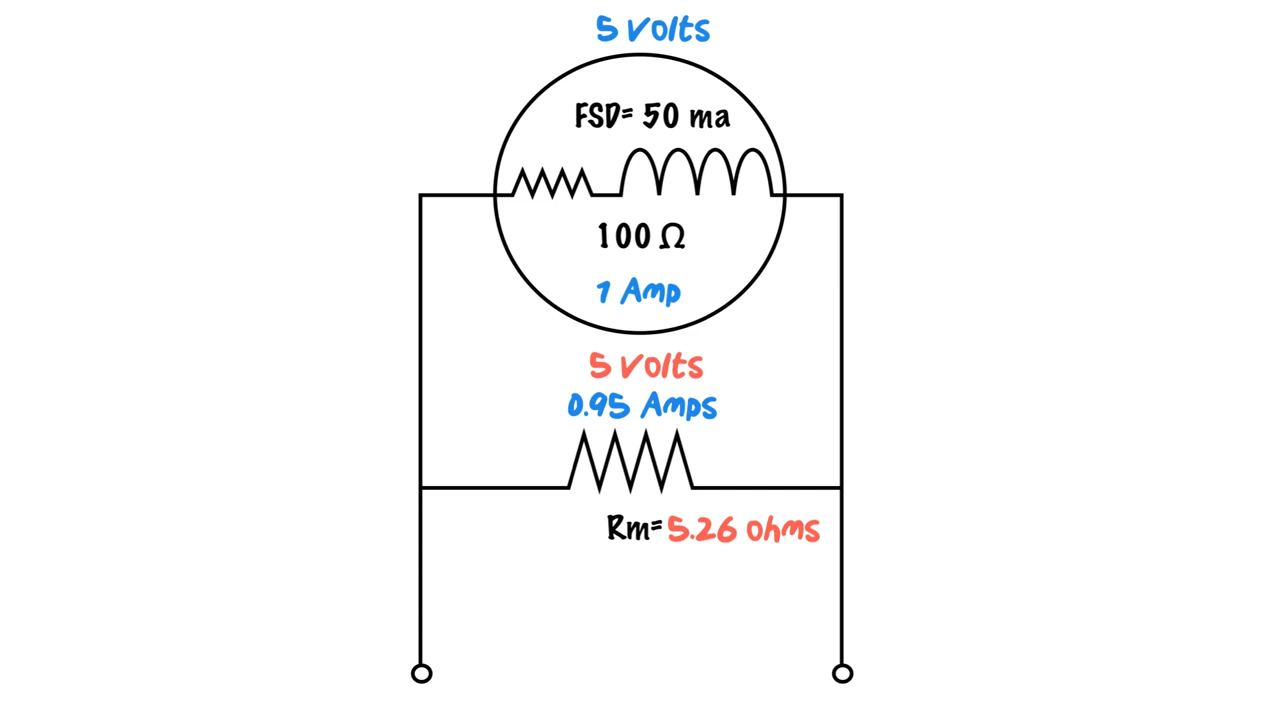 5 Volts
FSD= 50 ma
100 Ω
1 Amp
5 Volts
0.95 Amps
Rm= 5.26 ohms